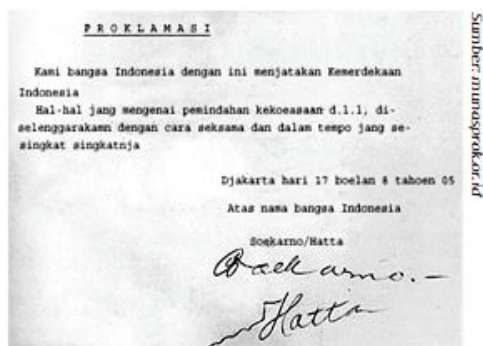 PROKLAMASI
Kami bangsa Indonesia dengan ini menjatakan Kemerdekaan
Indonesia
Hal-hal jang mengenai pemindahan kekoeasaan d.l.l, di-
selenggarakamn dengan cara seksama dan dalam tempo jang se-
singkat singkatnja
Djakarta hari 17 boelan 8 tahoen 05
Atas nama bangsa Indonesia
Soekarno/Hatta
Soekarno.-
Hatta
Sumber: munasprok.or.id